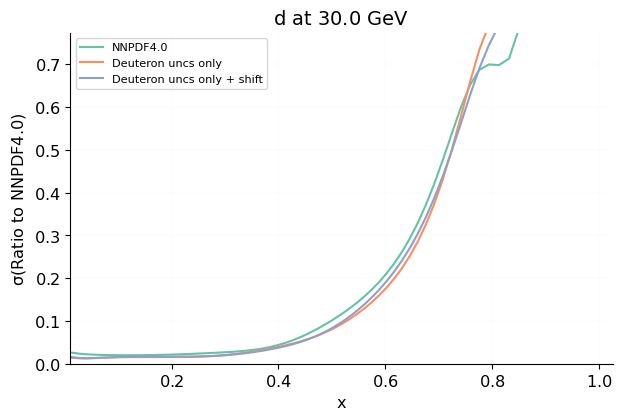 d at 30.0 GeV
NNPDF4.0
Deuteron uncs only
Deuteron uncs only + shift
σ(Ratio to NNPDF4.0)
0.7
0.6
0.5
0.4
0.3
0.2
0.1
0.0
0.2 0.4 0.6 0.8 1.0
x